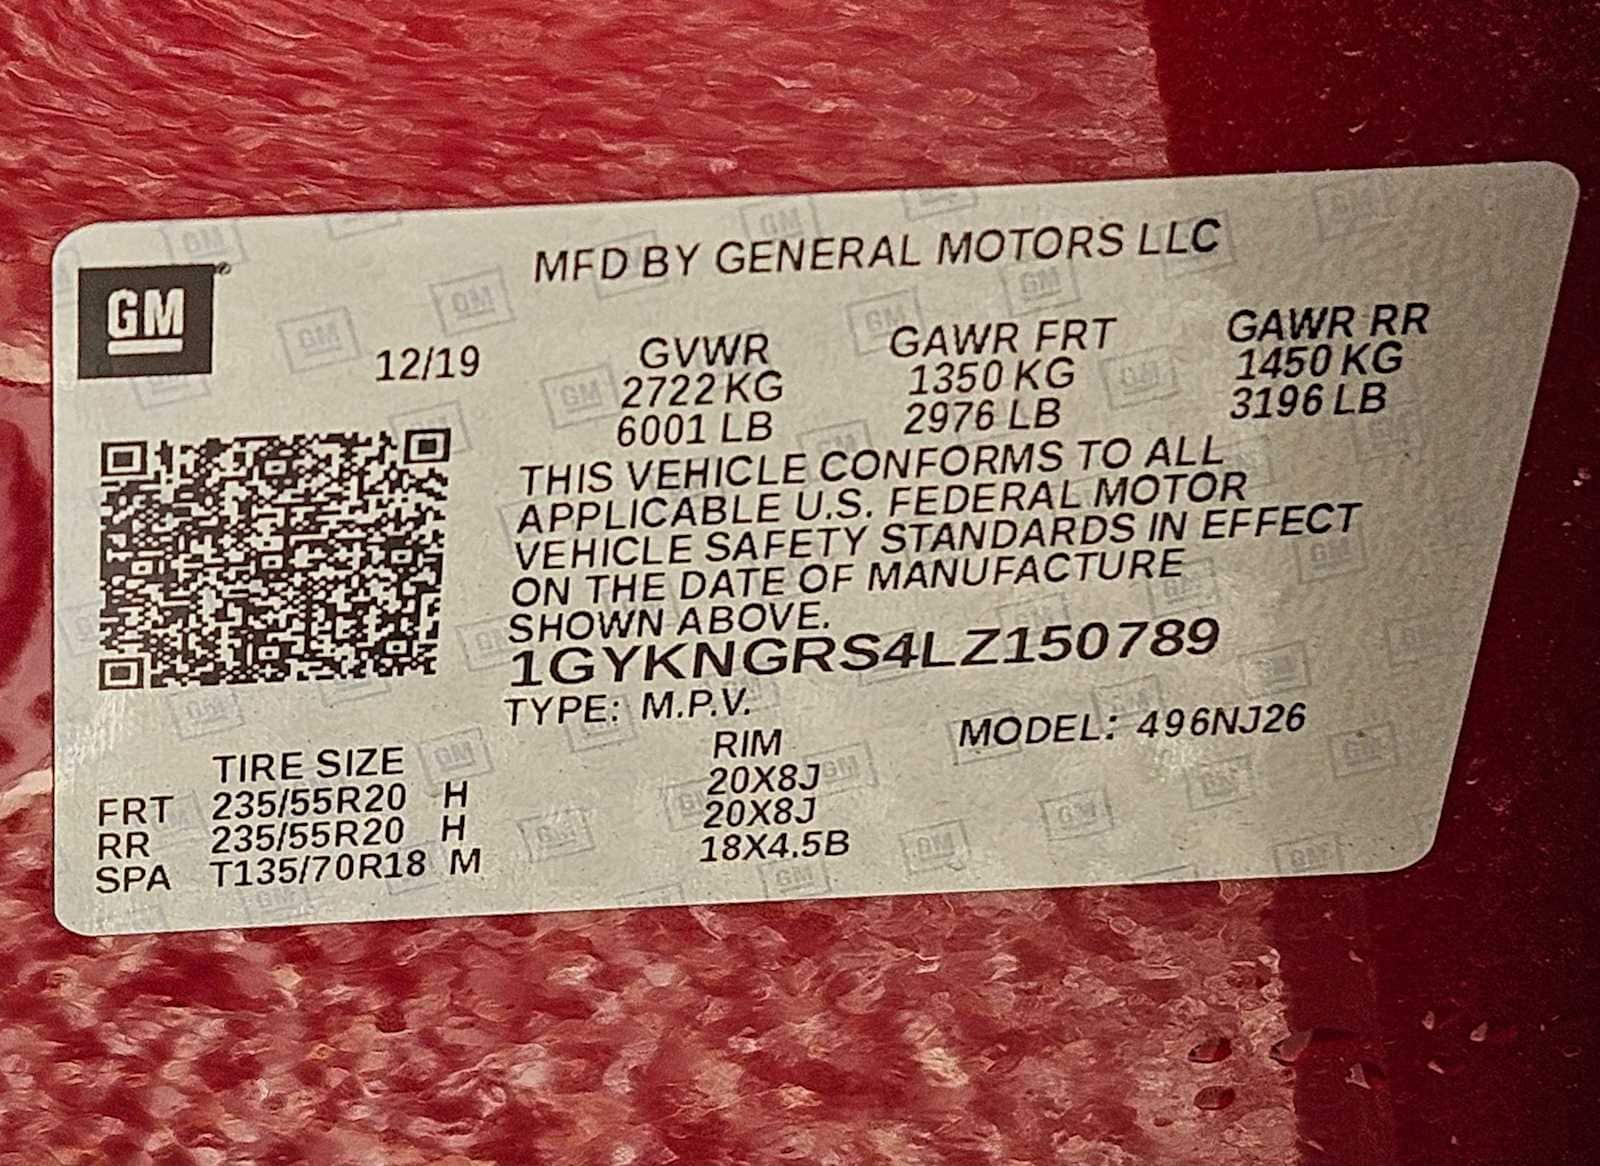 MFD BY GENERAL MOTORS LLC
GM
12/19
GVWR GAWR FRT GAWR RR
2722 KG 1350 KG 1450 KG
6001 LB 2976 LB 3196 LB
THIS VEHICLE CONFORMS TO ALL
APPLICABLE U.S. FEDERAL MOTOR
VEHICLE SAFETY STANDARDS IN EFFECT
ON THE DATE OF MANUFACTURE
SHOWN ABOVE.
1GYKNGRS4LZ150789
TYPE: M.P.V. MODEL: 496NJ26
TIRE SIZE RIM
FRT 235/55R20 H 20X8J
RR 235/55R20 H 20X8J
SPA T135/70R18 M 18X4.5B